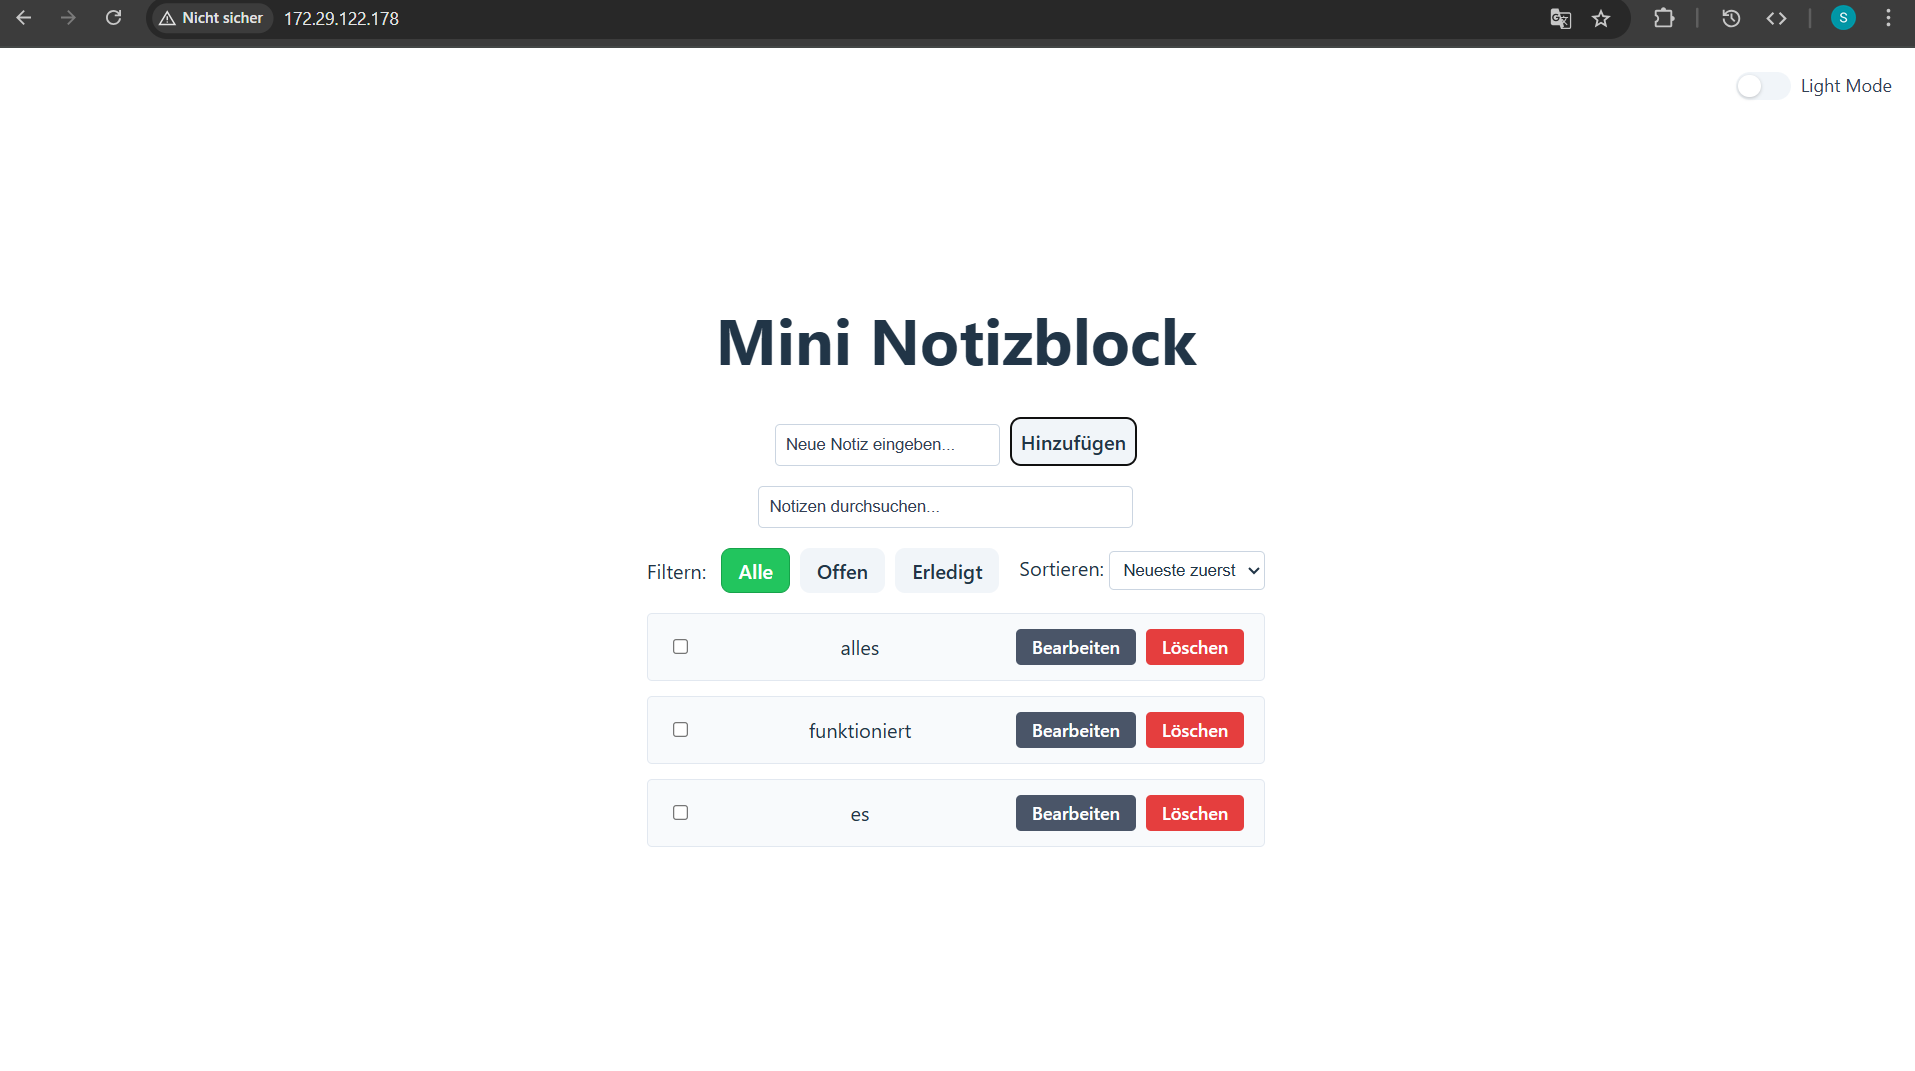 Nicht sicher 172.29.122.178 S
Light Mode
Mini Notizblock
Neue Notiz eingeben... Hinzufügen
Notizen durchsuchen...
Filtern: Alle Offen Erledigt Sortieren: Neueste zuerst
alles Bearbeiten Löschen
funktioniert Bearbeiten Löschen
es Bearbeiten Löschen